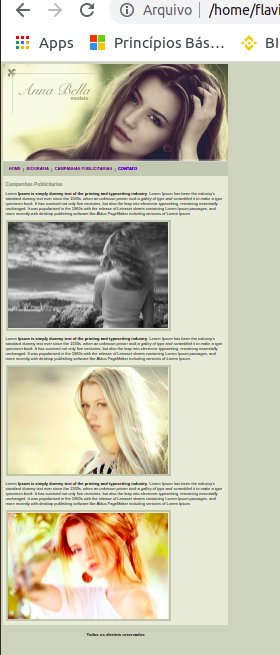 Arquivo | /home/flavi
Apps Princípios Bás… BI
Anna Bella
modelo
HOME | BIOGRAFIA | CAMPANHAS PUBLICITARIAS | CONTATO
Campanhas Publicitarias
Lorem Ipsum is simply dummy text of the printing and typesetting industry. Lorem Ipsum has been the industry's
standard dummy text ever since the 1500s, when an unknown printer took a galley of type and scrambled it to make a type
specimen book. It has survived not only five centuries, but also the leap into electronic typesetting, remaining essentially
unchanged. It was popularised in the 1960s with the release of Letraset sheets containing Lorem Ipsum passages, and
more recently with desktop publishing software like Aldus PageMaker including versions of Lorem Ipsum.
Lorem Ipsum is simply dummy text of the printing and typesetting industry. Lorem Ipsum has been the industry's
standard dummy text ever since the 1500s, when an unknown printer took a galley of type and scrambled it to make a type
specimen book. It has survived not only five centuries, but also the leap into electronic typesetting, remaining essentially
unchanged. It was popularised in the 1960s with the release of Letraset sheets containing Lorem Ipsum passages, and
more recently with desktop publishing software like Aldus PageMaker including versions of Lorem Ipsum.
Lorem Ipsum is simply dummy text of the printing and typesetting industry. Lorem Ipsum has been the industry's
standard dummy text ever since the 1500s, when an unknown printer took a galley of type and scrambled it to make a type
specimen book. It has survived not only five centuries, but also the leap into electronic typesetting, remaining essentially
unchanged. It was popularised in the 1960s with the release of Letraset sheets containing Lorem Ipsum passages, and
more recently with desktop publishing software like Aldus PageMaker including versions of Lorem Ipsum.
Todos os direitos reservados